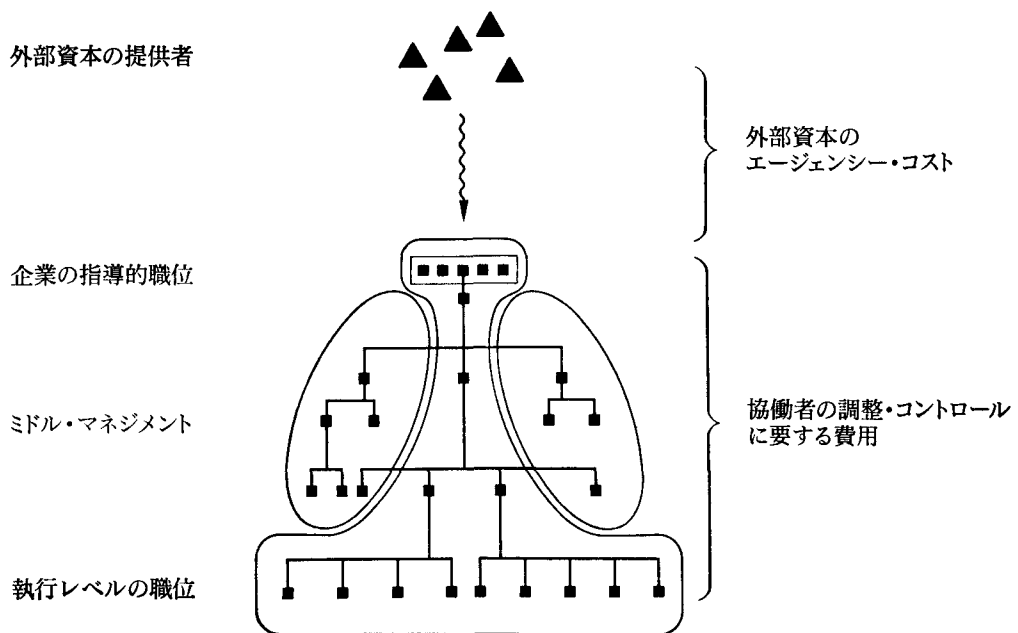 外部資本の提供者
外部資本の
エージェンシー・コスト
企業の指導的職位
ミドル・マネジメント
協働者の調整・コントロール
に要する費用
執行レベルの職位